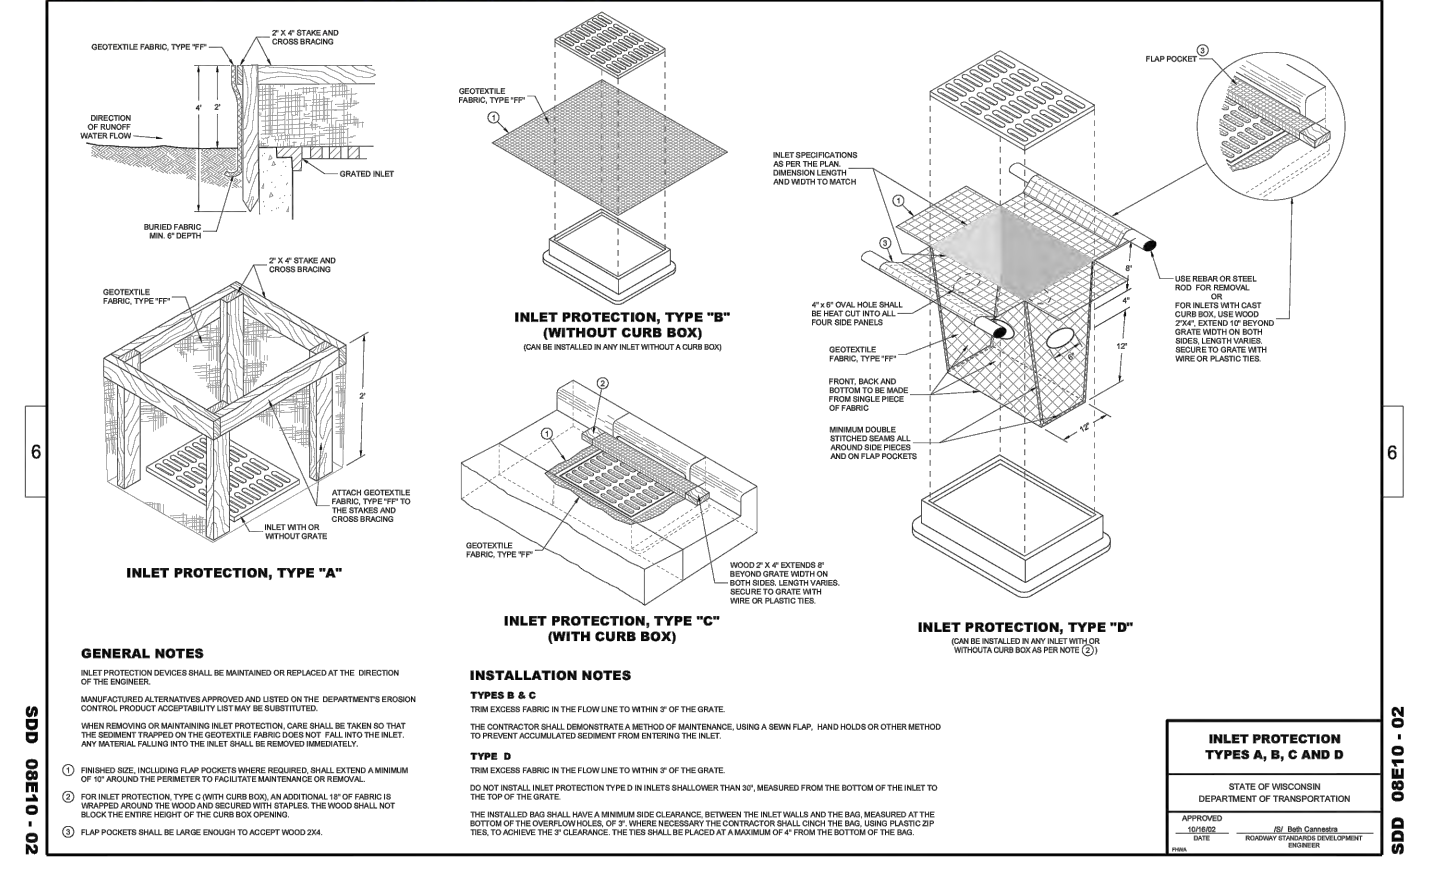 2" X 4" STAKE AND
CROSS BRACING
GEOTEXTILE FABRIC, TYPE "FF"
4'
2'
DIRECTION
OF RUNOFF
WATER FLOW
GRATED INLET
BURIED FABRIC
MIN. 6" DEPTH
2" X 4" STAKE AND
CROSS BRACING
GEOTEXTILE
FABRIC, TYPE "FF"
2'
ATTACH GEOTEXTILE
FABRIC, TYPE "FF" TO
THE STAKES AND
CROSS BRACING
INLET WITH OR
WITHOUT GRATE
INLET PROTECTION, TYPE "A"
GEOTEXTILE
FABRIC, TYPE "FF"
1
INLET PROTECTION, TYPE "B"
(WITHOUT CURB BOX)
(CAN BE INSTALLED IN ANY INLET WITHOUT A CURB BOX)
2
1
GEOTEXTILE
FABRIC, TYPE "FF"
WOOD 2" X 4" EXTENDS 8"
BEYOND GRATE WIDTH ON
BOTH SIDES. LENGTH VARIES.
SECURE TO GRATE WITH
WIRE OR PLASTIC TIES.
INLET PROTECTION, TYPE "C"
(WITH CURB BOX)
3
FLAP POCKET
INLET SPECIFICATIONS
AS PER THE PLAN.
DIMENSION LENGTH
AND WIDTH TO MATCH
1
3
4" x 6" OVAL HOLE SHALL
BE HEAT CUT INTO ALL
FOUR SIDE PANELS
GEOTEXTILE
FABRIC, TYPE "FF"
FRONT, BACK AND
BOTTOM TO BE MADE
FROM SINGLE PIECE
OF FABRIC
MINIMUM DOUBLE
STITCHED SEAMS ALL
AROUND SIDE PIECES
AND ON FLAP POCKETS
8"
4"
12"
6"
12"
USE REBAR OR STEEL
ROD FOR REMOVAL
OR
FOR INLETS WITH CAST
CURB BOX, USE WOOD
2"X4", EXTEND 10" BEYOND
GRATE WIDTH ON BOTH
SIDES, LENGTH VARIES.
SECURE TO GRATE WITH
WIRE OR PLASTIC TIES.
INLET PROTECTION, TYPE "D"
(CAN BE INSTALLED IN ANY INLET WITH OR
WITHOUTA CURB BOX AS PER NOTE 2 )
6
6
GENERAL NOTES
INLET PROTECTION DEVICES SHALL BE MAINTAINED OR REPLACED AT THE DIRECTION
OF THE ENGINEER.
MANUFACTURED ALTERNATIVES APPROVED AND LISTED ON THE DEPARTMENT'S EROSION
CONTROL PRODUCT ACCEPTABILITY LIST MAY BE SUBSTITUTED.
WHEN REMOVING OR MAINTAINING INLET PROTECTION, CARE SHALL BE TAKEN SO THAT
THE SEDIMENT TRAPPED ON THE GEOTEXTILE FABRIC DOES NOT FALL INTO THE INLET.
ANY MATERIAL FALLING INTO THE INLET SHALL BE REMOVED IMMEDIATELY.
1 FINISHED SIZE, INCLUDING FLAP POCKETS WHERE REQUIRED, SHALL EXTEND A MINIMUM
OF 10" AROUND THE PERIMETER TO FACILITATE MAINTENANCE OR REMOVAL.
2 FOR INLET PROTECTION, TYPE C (WITH CURB BOX), AN ADDITIONAL 18" OF FABRIC IS
WRAPPED AROUND THE WOOD AND SECURED WITH STAPLES. THE WOOD SHALL NOT
BLOCK THE ENTIRE HEIGHT OF THE CURB BOX OPENING.
3 FLAP POCKETS SHALL BE LARGE ENOUGH TO ACCEPT WOOD 2X4.
INSTALLATION NOTES
TYPES B & C
TRIM EXCESS FABRIC IN THE FLOW LINE TO WITHIN 3" OF THE GRATE.
THE CONTRACTOR SHALL DEMONSTRATE A METHOD OF MAINTENANCE, USING A SEWN FLAP, HAND HOLDS OR OTHER METHOD
TO PREVENT ACCUMULATED SEDIMENT FROM ENTERING THE INLET.
TYPE D
TRIM EXCESS FABRIC IN THE FLOW LINE TO WITHIN 3" OF THE GRATE.
DO NOT INSTALL INLET PROTECTION TYPE D IN INLETS SHALLOWER THAN 30", MEASURED FROM THE BOTTOM OF THE INLET TO
THE TOP OF THE GRATE.
THE INSTALLED BAG SHALL HAVE A MINIMUM SIDE CLEARANCE, BETWEEN THE INLET WALLS AND THE BAG, MEASURED AT THE
BOTTOM OF THE OVERFLOW HOLES, OF 3". WHERE NECESSARY THE CONTRACTOR SHALL CINCH THE BAG, USING PLASTIC ZIP
TIES, TO ACHIEVE THE 3" CLEARANCE. THE TIES SHALL BE PLACED AT A MAXIMUM OF 4" FROM THE BOTTOM OF THE BAG.
INLET PROTECTION
TYPES A, B, C AND D
STATE OF WISCONSIN
DEPARTMENT OF TRANSPORTATION
APPROVED
10/16/02 /S/ Beth Cannestra
DATE ROADWAY STANDARDS DEVELOPMENT
ENGINEER
FHWA
SDD 08E10 - 02
SDD 08E10 - 02